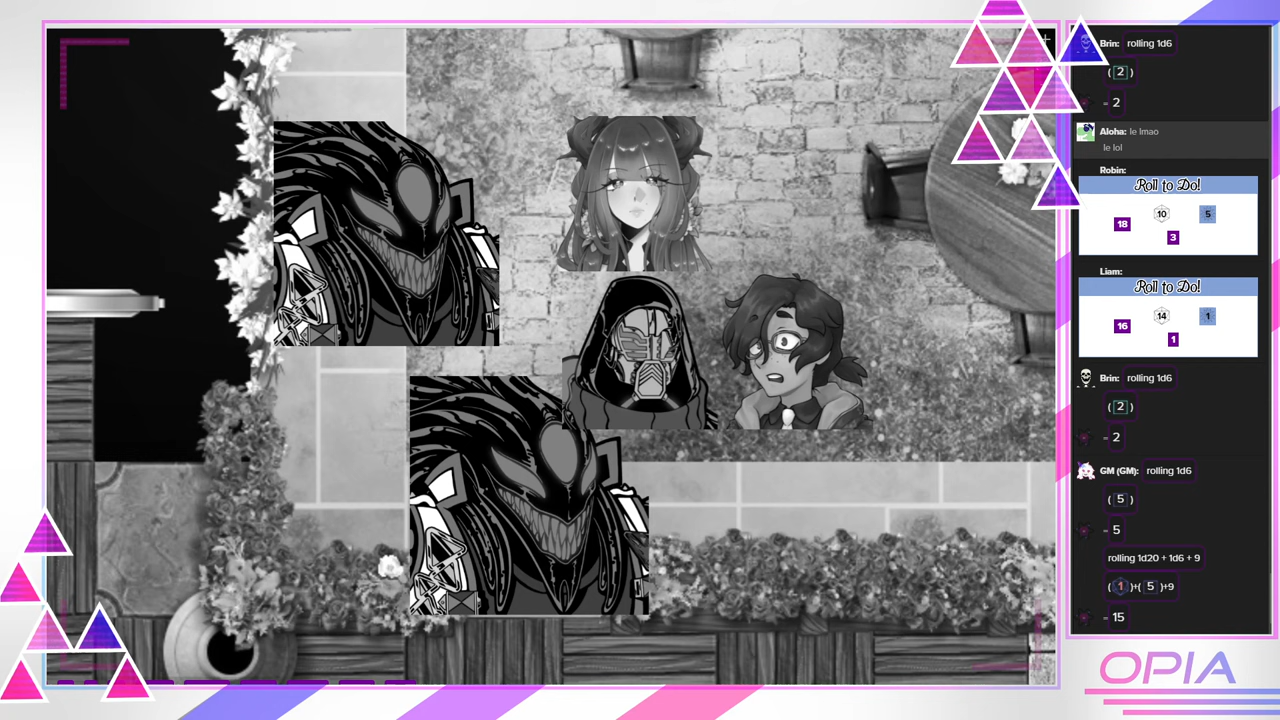 Brin: rolling 1d6
(2)
= 2
Aloha: le lmao
le lol
Robin:
Roll to Do!
18 10 5
3
Liam:
Roll to Do!
16 14 1
1
Brin: rolling 1d6
(2)
= 2
GM (GM): rolling 1d6
(5)
= 5
rolling 1d20 + 1d6 + 9
(1)+(5)+9
= 15
OPIA